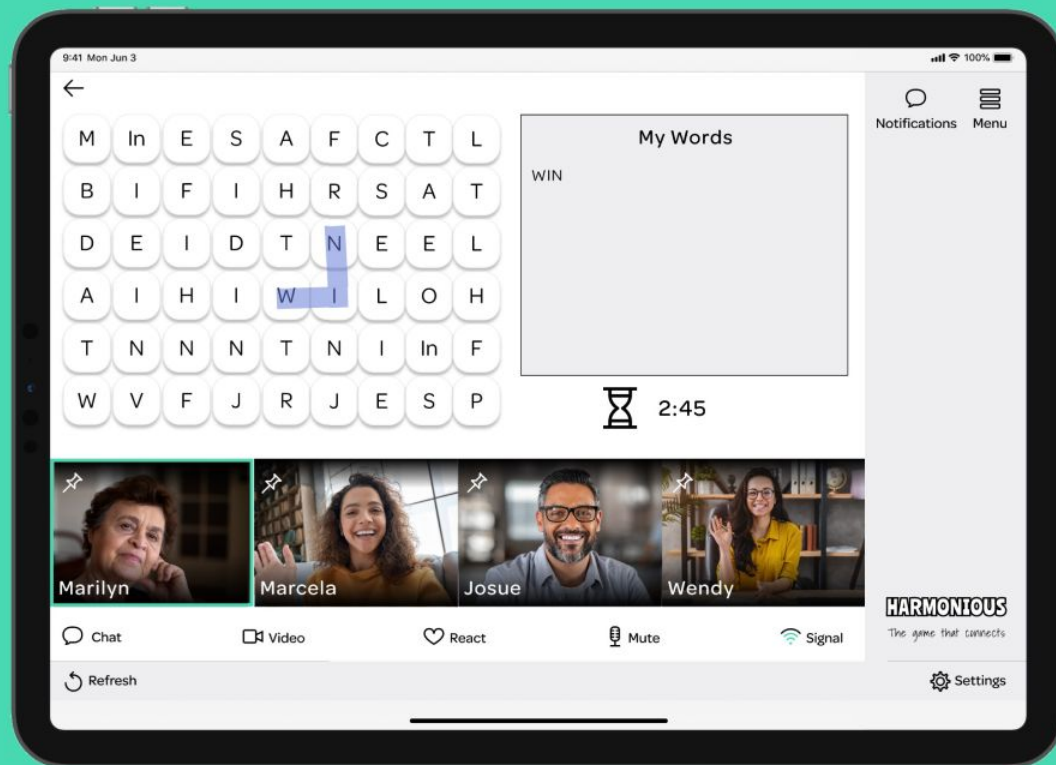 9:41 Mon Jun 3
100%
Notifications Menu
M In E S A F C T L
B I F I H R S A T
D E I D T N E E L
A I H I W I L O H
T N N N T N I In F
W V F J R J E S P
My Words
WIN
2:45
Marilyn Marcela Josue Wendy
HARMONIOUS
The game that connects
Chat Video React Mute Signal
Refresh Settings